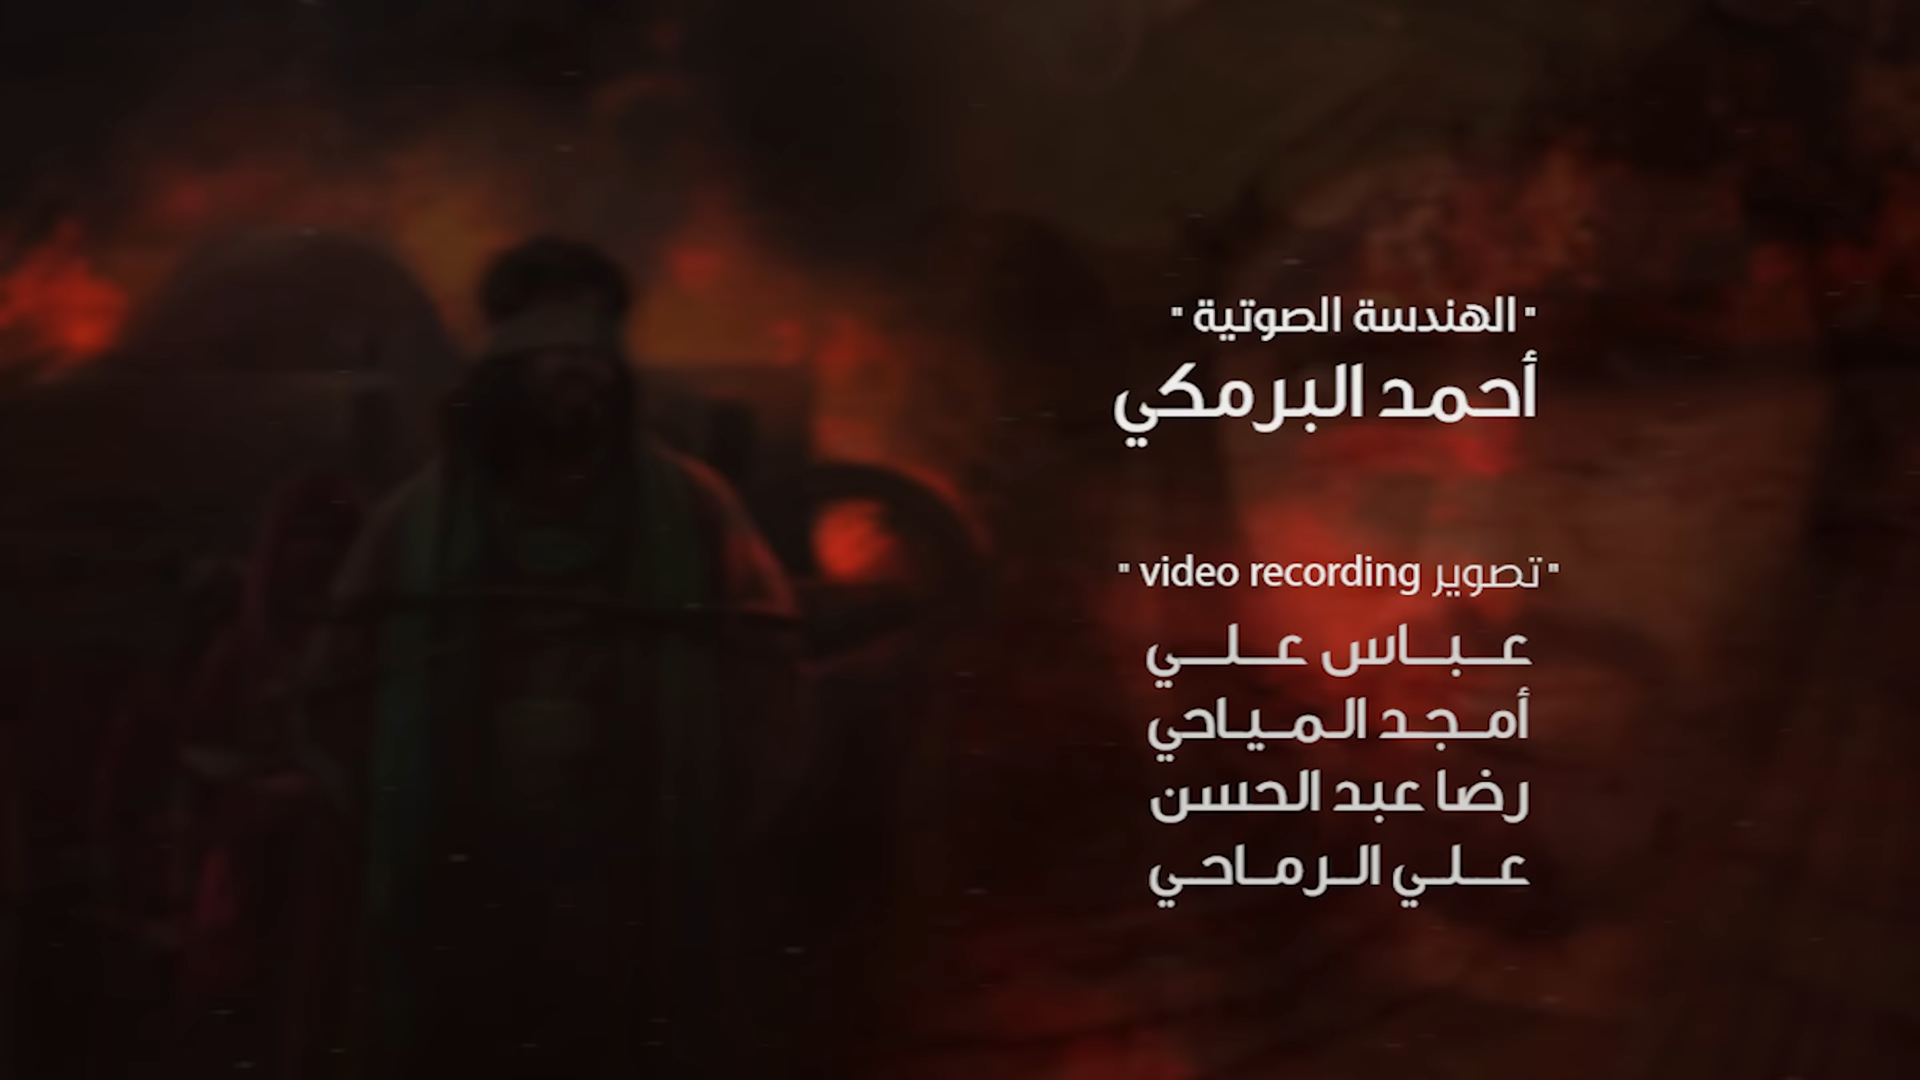 " الهندسة الصوتية "
أحمد البرمكي
" تصوير video recording "
عـبـاس عـلـي
أمـجـد الـمـيـاحي
رضا عبد الحسن
عـلـي الـرمـاحـي